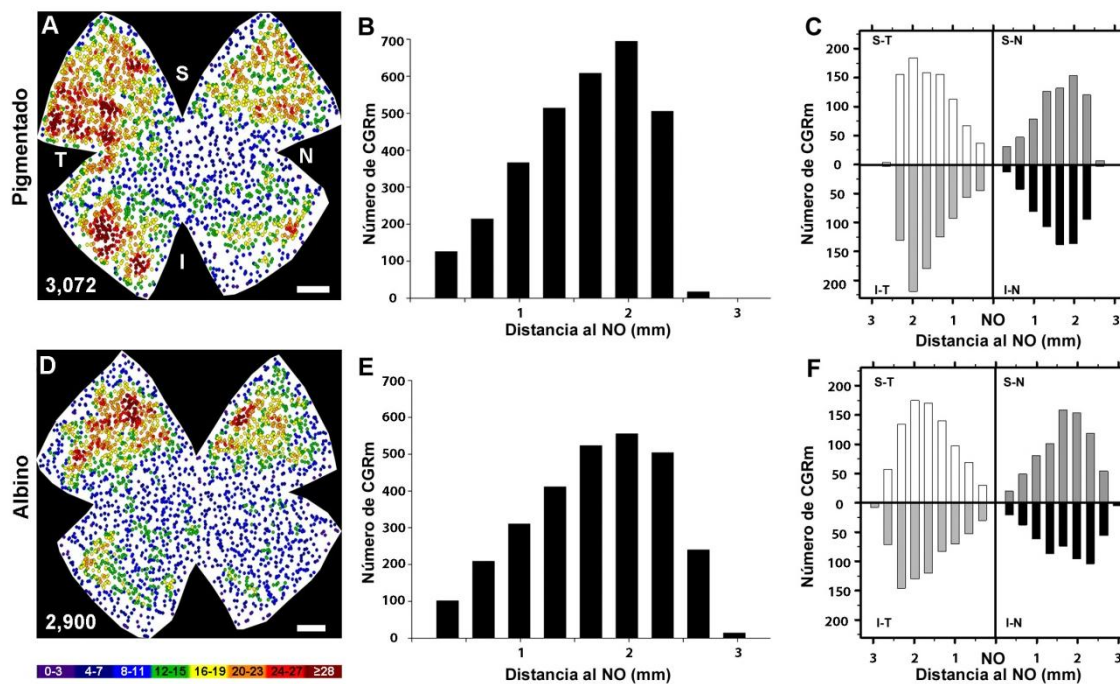 Pigmentado
A
S
T
N
I
3,072
B
Número de CGRm
700
600
500
400
300
200
100
0
1 2 3
Distancia al NO (mm)
C
Número de CGRm
S-T S-N
200
150
100
50
0
50
100
150
200
I-T I-N
3 2 1 NO 1 2 3
Distancia al NO (mm)
Albino
D
2,900
0-3 4-7 8-11 12-15 16-19 20-23 24-27 ≥28
E
Número de CGRm
700
600
500
400
300
200
100
0
1 2 3
Distancia al NO (mm)
F
Número de CGRm
S-T S-N
200
150
100
50
0
50
100
150
200
I-T I-N
3 2 1 NO 1 2 3
Distancia al NO (mm)